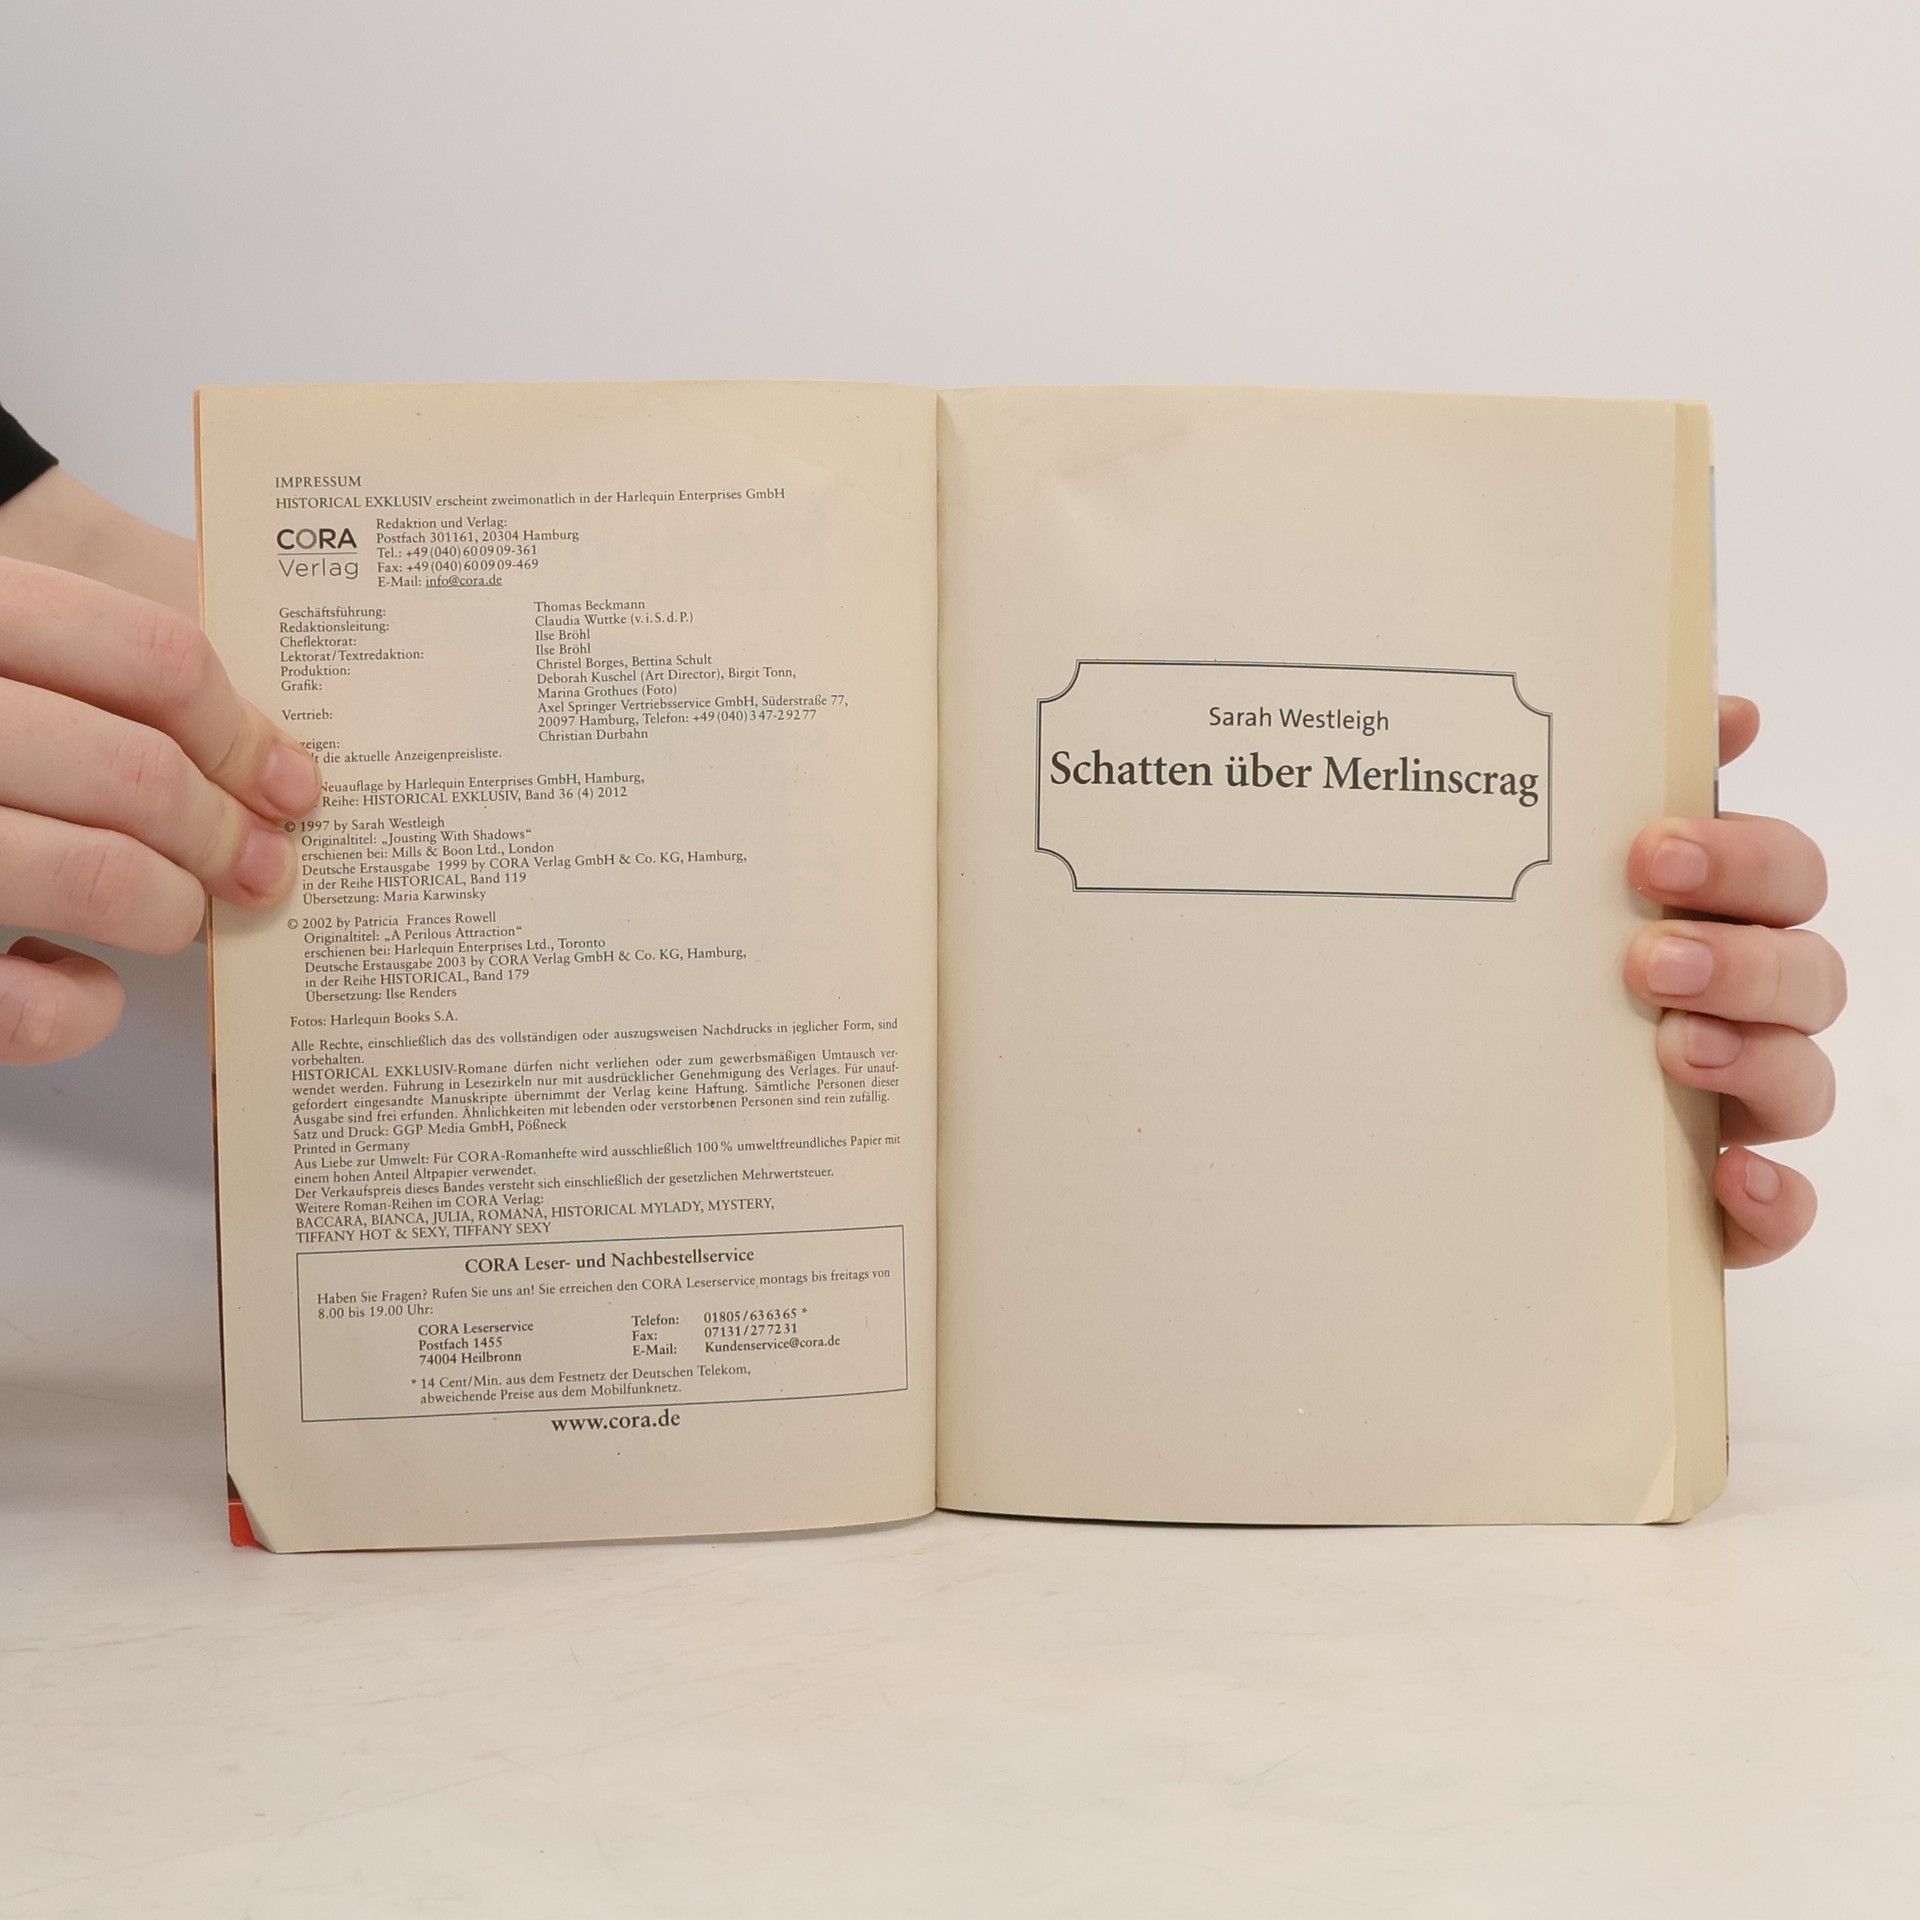 IMPRESSUM
HISTORICAL EXKLUSIV erscheint zweimonatlich in der Harlequin Enterprises GmbH
CORA
Verlag
Redaktion und Verlag:
Postfach 301161, 20304 Hamburg
Tel.: +49(040)600909-361
Fax: +49(040)600909-469
E-Mail: info@cora.de
Geschäftsführung: Thomas Beckmann
Redaktionsleitung: Claudia Wuttke (v.i.S.d.P.)
Cheflektorat: Ilse Bröhl
Lektorat/Textredaktion: Ilse Bröhl
Produktion: Christel Borges, Bettina Schult
Grafik: Deborah Kuschel (Art Director), Birgit Tonn,
Marina Grothues (Foto)
Vertrieb: Axel Springer Vertriebsservice GmbH, Süderstraße 77,
20097 Hamburg, Telefon: +49(040)347-29277
zeigen: Christian Durbahn
die aktuelle Anzeigenpreisliste.
Neuauflage by Harlequin Enterprises GmbH, Hamburg,
Reihe: HISTORICAL EXKLUSIV, Band 36 (4) 2012
© 1997 by Sarah Westleigh
Originaltitel: „Jousting With Shadows“
erschienen bei: Mills & Boon Ltd., London
Deutsche Erstausgabe 1999 by CORA Verlag GmbH & Co. KG, Hamburg,
in der Reihe HISTORICAL, Band 119
Übersetzung: Maria Karwinsky
© 2002 by Patricia Frances Rowell
Originaltitel: „A Perilous Attraction“
erschienen bei: Harlequin Enterprises Ltd., Toronto
Deutsche Erstausgabe 2003 by CORA Verlag GmbH & Co. KG, Hamburg,
in der Reihe HISTORICAL, Band 179
Übersetzung: Ilse Renders
Fotos: Harlequin Books S.A.
Alle Rechte, einschließlich das des vollständigen oder auszugsweisen Nachdrucks in jeglicher Form, sind
vorbehalten.
HISTORICAL EXKLUSIV-Romane dürfen nicht verliehen oder zum gewerbsmäßigen Umtausch ver-
wendet werden. Führung in Lesezirkeln nur mit ausdrücklicher Genehmigung des Verlages. Für unauf-
gefordert eingesandte Manuskripte übernimmt der Verlag keine Haftung. Sämtliche Personen dieser
Ausgabe sind frei erfunden. Ähnlichkeiten mit lebenden oder verstorbenen Personen sind rein zufällig.
Satz und Druck: GGP Media GmbH, Pößneck
Printed in Germany
Aus Liebe zur Umwelt: Für CORA-Romanhefte wird ausschließlich 100 % umweltfreundliches Papier mit
einem hohen Anteil Altpapier verwendet.
Der Verkaufspreis dieses Bandes versteht sich einschließlich der gesetzlichen Mehrwertsteuer.
Weitere Roman-Reihen im CORA Verlag:
BACCARA, BIANCA, JULIA, ROMANA, HISTORICAL MYLADY, MYSTERY,
TIFFANY HOT & SEXY, TIFFANY SEXY
CORA Leser- und Nachbestellservice
Haben Sie Fragen? Rufen Sie uns an! Sie erreichen den CORA Leserservice montags bis freitags von
8.00 bis 19.00 Uhr:
CORA Leserservice
Postfach 1455
74004 Heilbronn
Telefon: 01805/636365 *
Fax: 07131/277231
E-Mail: Kundenservice@cora.de
* 14 Cent/Min. aus dem Festnetz der Deutschen Telekom,
abweichende Preise aus dem Mobilfunknetz.
www.cora.de
Sarah Westleigh
Schatten über Merlinscrag